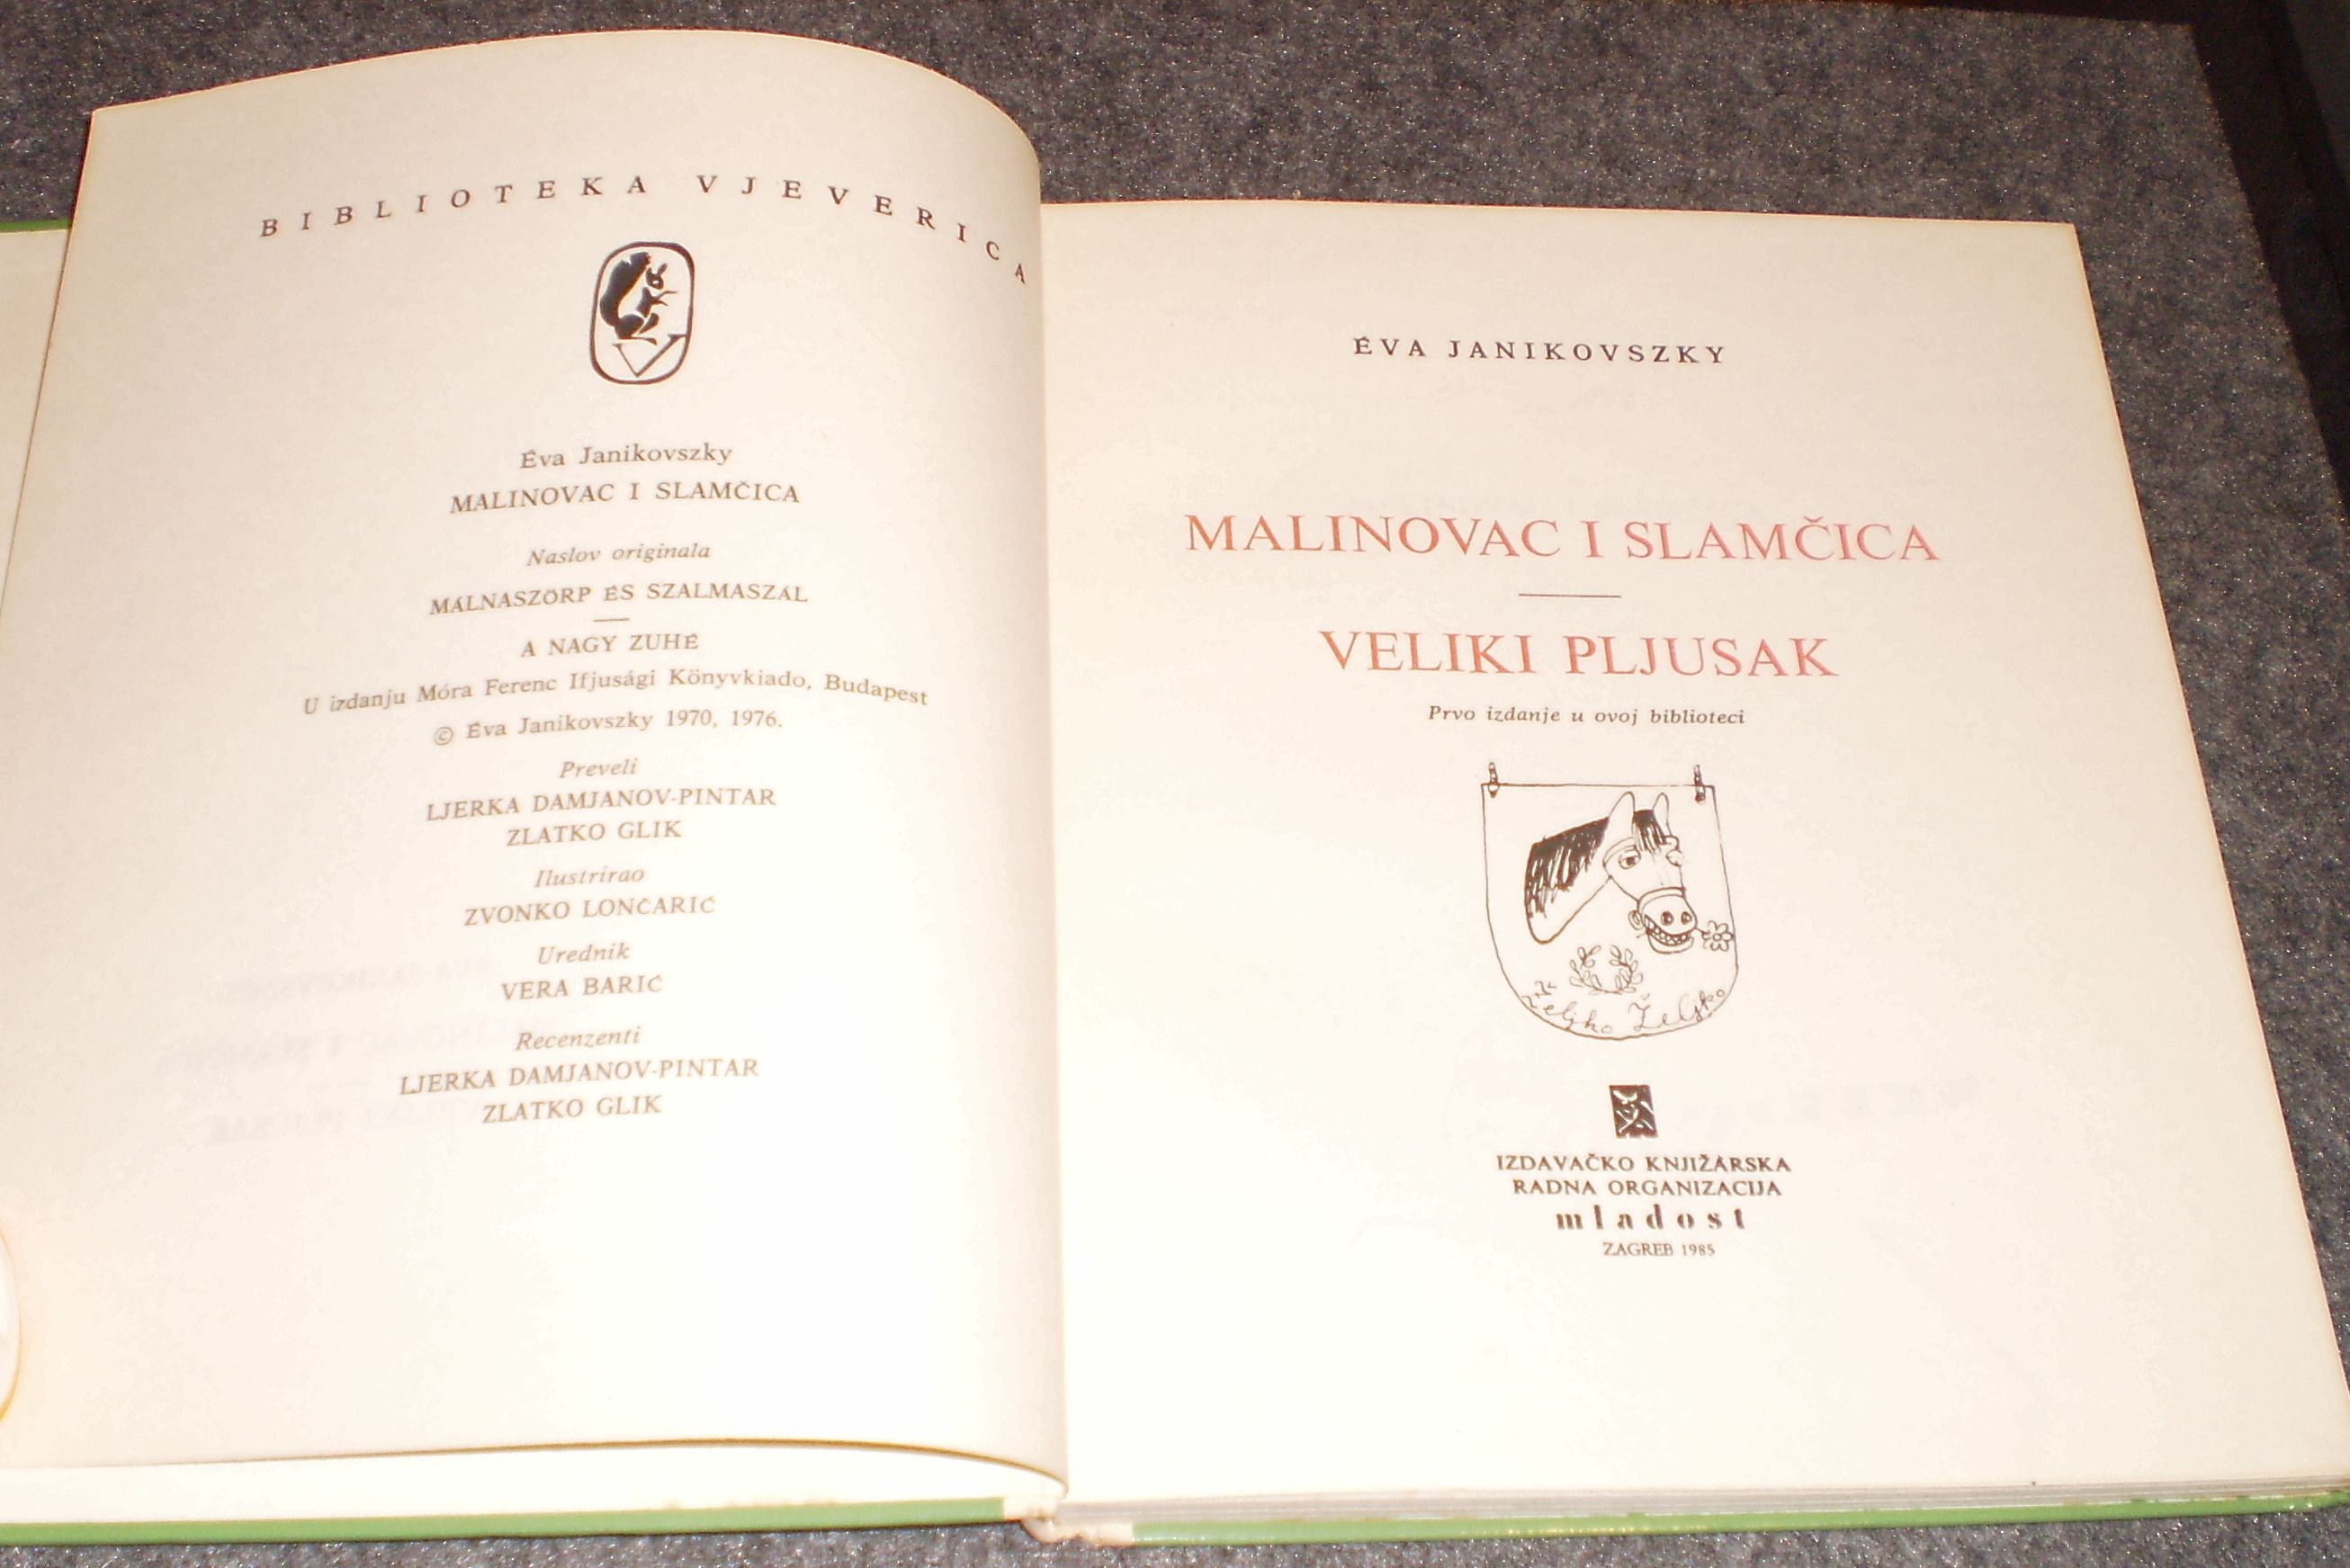 BIBLIOTEKA VJEVERICA
Éva Janikovszky
MALINOVAC I SLAMČICA
Naslov originala
MÁLNASZÖRP ÉS SZALMASZÁL
A NAGY ZUHÉ
U izdanju Móra Ferenc Ifjusági Könyvkiado, Budapest
© Éva Janikovszky 1970, 1976.
Preveli
LJERKA DAMJANOV-PINTAR
ZLATKO GLIK
Ilustrirao
ZVONKO LONČARIĆ
Urednik
VERA BARIĆ
Recenzenti
LJERKA DAMJANOV-PINTAR
ZLATKO GLIK
ÉVA JANIKOVSZKY
MALINOVAC I SLAMČICA
VELIKI PLJUSAK
Prvo izdanje u ovoj biblioteci
Željko Željko
IZDAVAČKO KNJIŽARSKA
RADNA ORGANIZACIJA
mladost
ZAGREB 1985